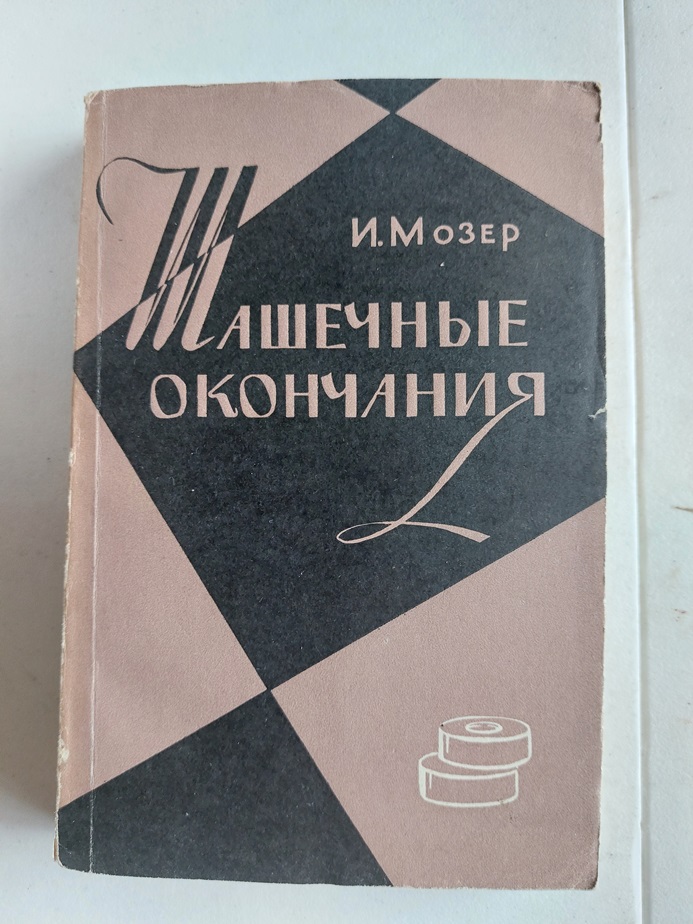 И. Мозер
Шашечные
окончания